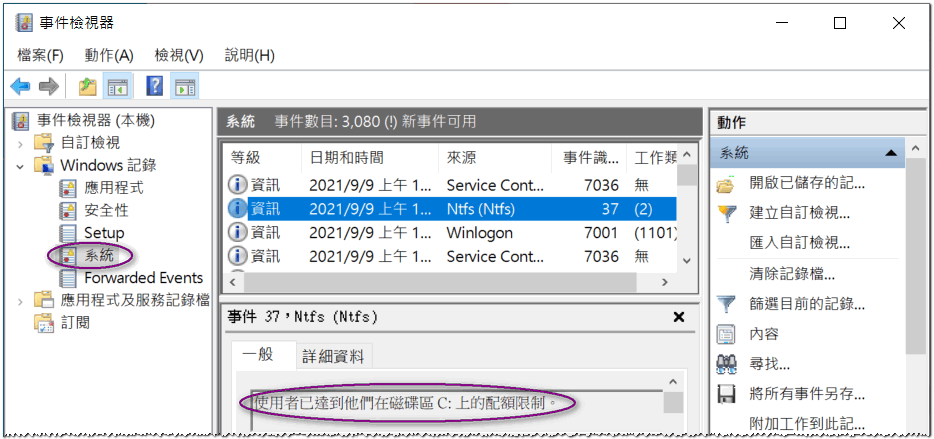 事件檢視器
檔案(F) 動作(A) 檢視(V) 說明(H)
事件檢視器 (本機)
自訂檢視
Windows 記錄
應用程式
安全性
Setup
系統
Forwarded Events
應用程式及服務記錄檔
訂閱
系統 事件數目: 3,080 (!) 新事件可用
等級 日期和時間 來源 事件識... 工作類
資訊 2021/9/9 上午 1... Service Cont... 7036 無
資訊 2021/9/9 上午 1... Ntfs (Ntfs) 37 (2)
資訊 2021/9/9 上午 1... Winlogon 7001 (1101)
資訊 2021/9/9 上午 1... Service Cont... 7036 無
事件 37，Ntfs (Ntfs)
一般 詳細資料
使用者已達到他們在磁碟區 C: 上的配額限制。
動作
系統
開啟已儲存的記...
建立自訂檢視...
匯入自訂檢視...
清除記錄檔...
篩選目前的記錄...
內容
尋找...
將所有事件另存...
附加工作到此記...